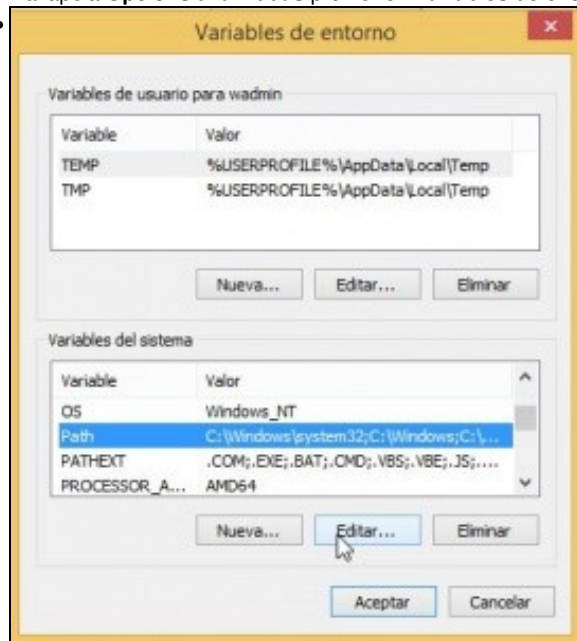 Variables de entorno
Variables de usuario para wadmin
Variable Valor
TEMP %USERPROFILE%\AppData\Local\Temp
TMP %USERPROFILE%\AppData\Local\Temp
Nueva... Editar... Eliminar
Variables del sistema
Variable Valor
OS Windows_NT
Path C:\Windows\system32;C:\Windows;C:\...
PATHEXT .COM;.EXE;.BAT;.CMD;.VBS;.VBE;.JS;....
PROCESSOR_A... AMD64
Nueva... Editar... Eliminar
Aceptar Cancelar